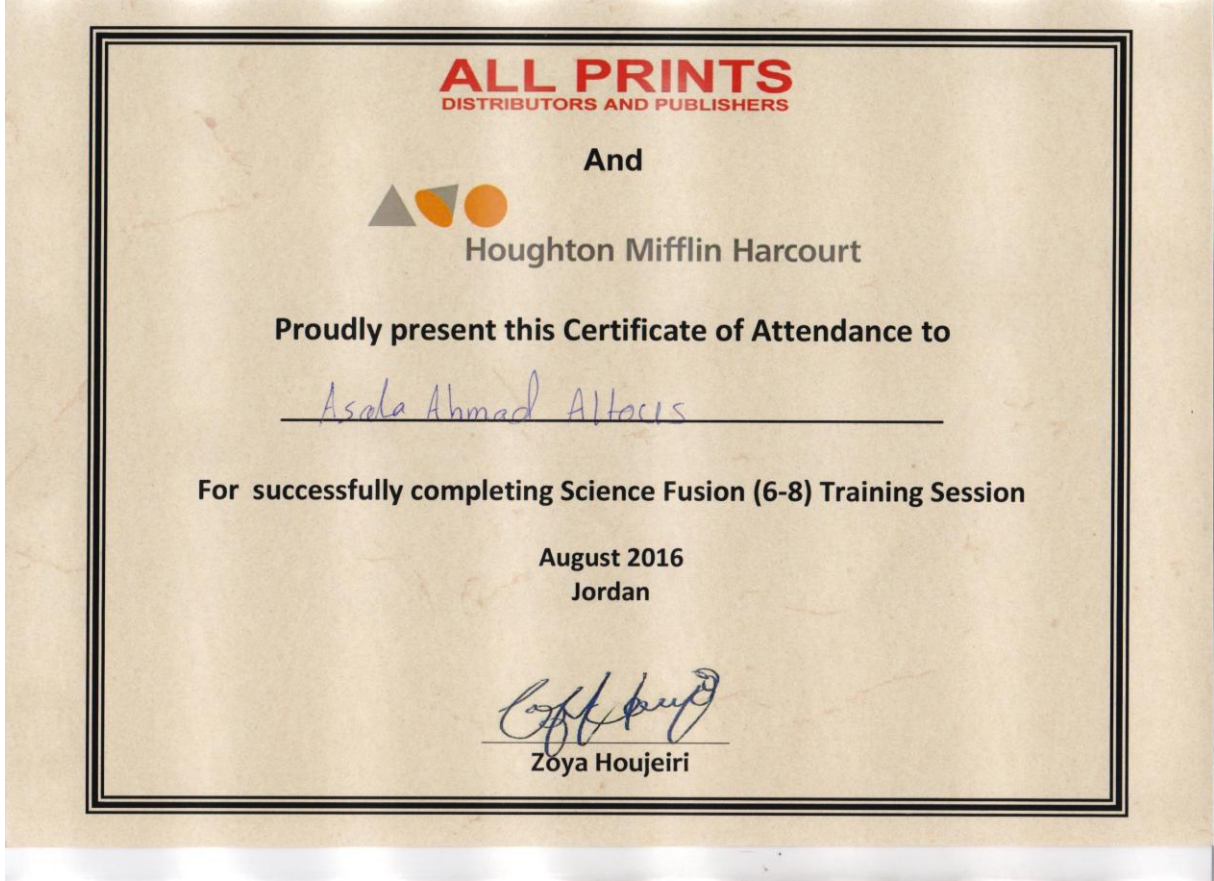 ALL PRINTS
DISTRIBUTORS AND PUBLISHERS
And
Houghton Mifflin Harcourt
Proudly present this Certificate of Attendance to
Asala Ahmad
For successfully completing Science Fusion (6-8) Training Session
August 2016
Jordan
Zoya Houjeiri